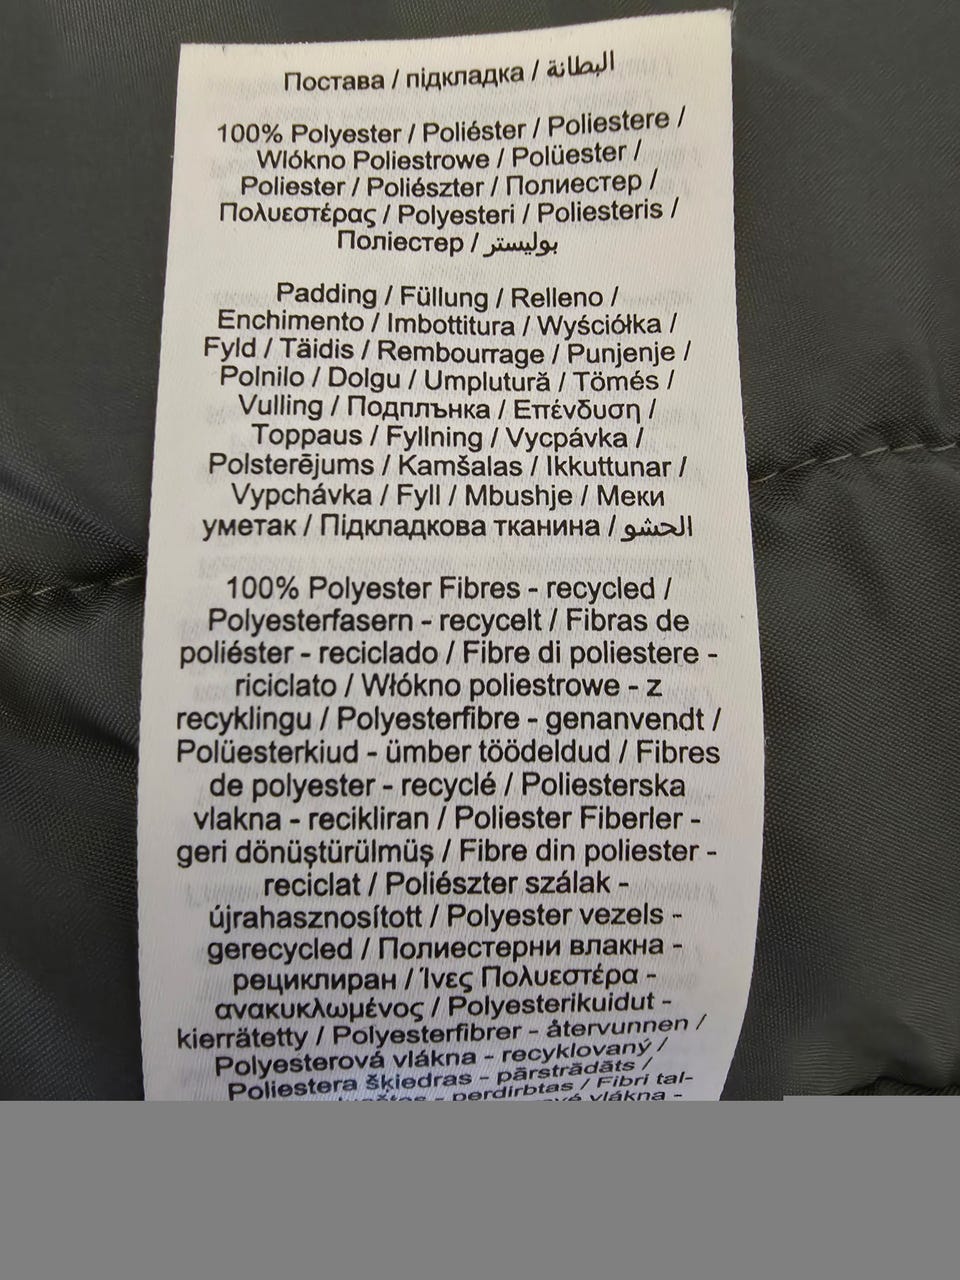 Постава / підкладка / البطانة
100% Polyester / Poliéster / Poliestere /
Wlókno Poliestrowe / Polüester /
Poliester / Poliészter / Полиестер /
Πολυεστέρας / Polyesteri / Poliesteris /
Поліестер / بوليستر
Padding / Füllung / Relleno /
Enchimento / Imbottitura / Wyściółka /
Fyld / Täidis / Rembourrage / Punjenje /
Polnilo / Dolgu / Umplutură / Tömés /
Vulling / Подплънка / Επένδυση /
Toppaus / Fyllning / Vycpávka /
Polsterējums / Kamšalas / Ikkuttunar /
Vypchávka / Fyll / Mbushje / Меки
уметак / Підкладкова тканина / الحشو
100% Polyester Fibres - recycled /
Polyesterfasern - recycelt / Fibras de
poliéster - reciclado / Fibre di poliestere -
riciclato / Włókno poliestrowe - z
recyklingu / Polyesterfibre - genanvendt /
Polüesterkiud - ümber töödeldud / Fibres
de polyester - recyclé / Poliesterska
vlakna - recikliran / Poliester Fiberler -
geri dönüştürülmüş / Fibre din poliester -
reciclat / Poliészter szálak -
újrahasznosított / Polyester vezels -
gerecycled / Полиестерни влакна -
рециклиран / Ίνες Πολυεστέρα -
ανακυκλωμένος / Polyesterikuidut -
kierrätetty / Polyesterfibrer - återvunnen /
Polyesterová vlákna - recyklovaný /
Poliestera šķiedras - pārstrādāts /
- perdirbtas / Fibri tal-
vlákna -